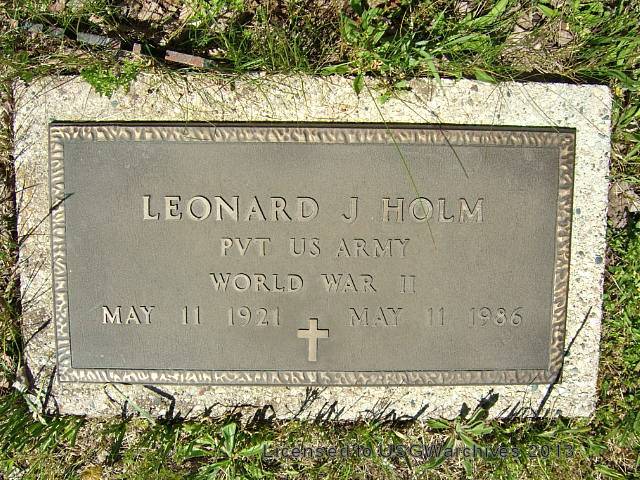 LEONARD J HOLM
PVT US ARMY
WORLD WAR II
MAY 11 1921 MAY 11 1986
Licensed to USGWarchives 2013